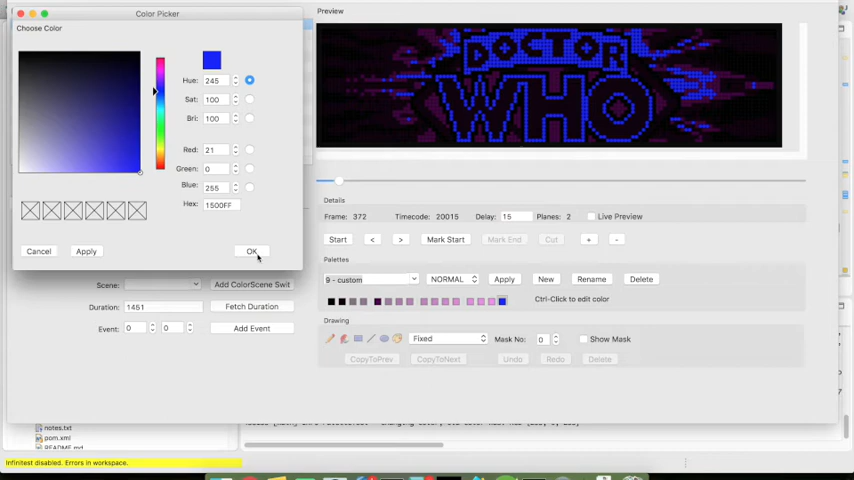 Color Picker
Preview
Choose Color
DOCTOR
WHO
Hue: 245
Sat: 100
Bri: 100
Red: 21
Green: 0
Blue: 255
Hex: 1500FF
Cancel Apply OK
Details
Frame: 372 Timecode: 20015 Delay: 15 Planes: 2 Live Preview
Start < > Mark Start Mark End Cut + -
Palettes
9 - custom NORMAL Apply New Rename Delete
Ctrl-Click to edit color
Scene: Add ColorScene Swit
Duration: 1451 Fetch Duration
Event: 0 0 Add Event
Drawing
Fixed Mask No: 0 Show Mask
CopyToPrev CopyToNext Undo Redo Delete
notes.txt
pom.xml
README.md
Infinitest disabled. Errors in workspace.